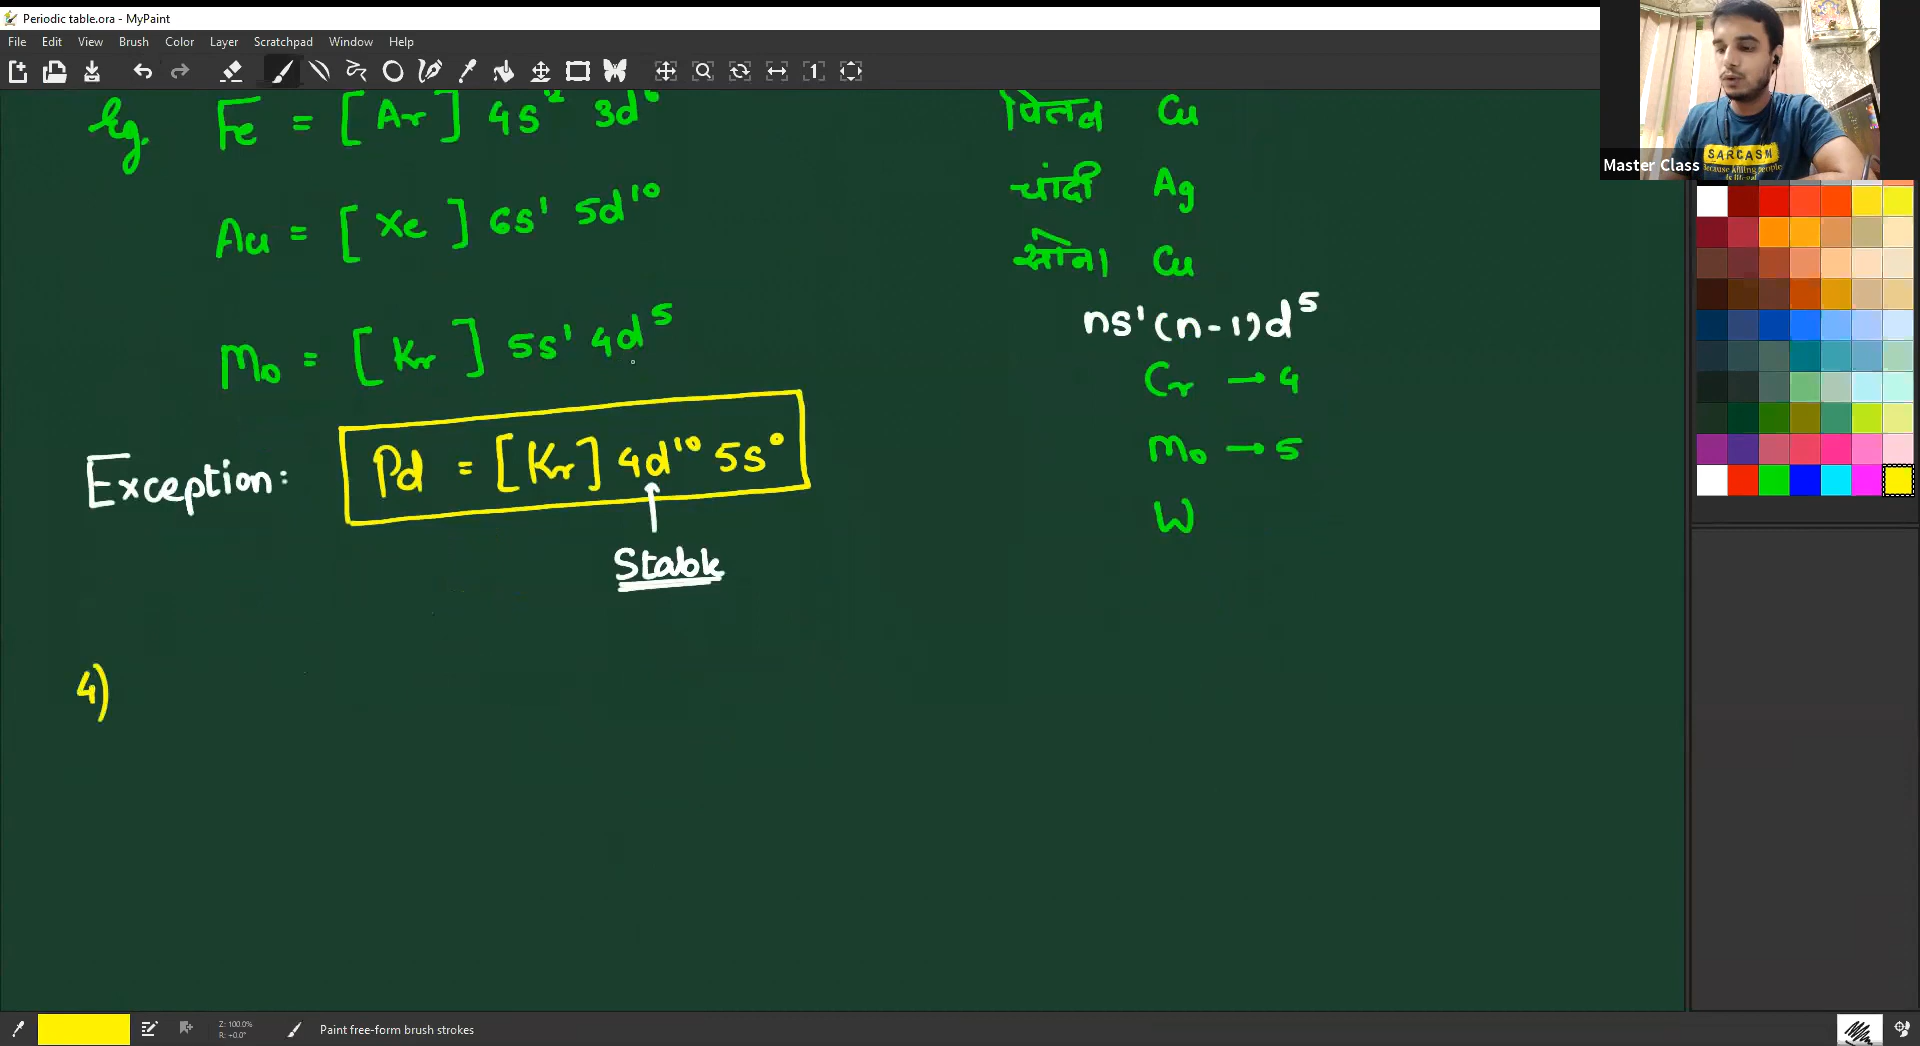 Periodic table.ora - MyPaint
File Edit View Brush Color Layer Scratchpad Window Help
Master Class
SARCASM
Eg. Fe = [Ar] 4s² 3d⁶
Au = [Xe] 6s¹ 5d¹⁰
Mo = [Kr] 5s¹ 4d⁵
Exception: Pd = [Kr] 4d¹⁰ 5s⁰
Stable
4)
पितल Cu
चांदी Ag
सोना Cu
ns¹(n-1)d⁵
Cr → 4
Mo → 5
W
Z: 100.0%
R: +0.0°
Paint free-form brush strokes